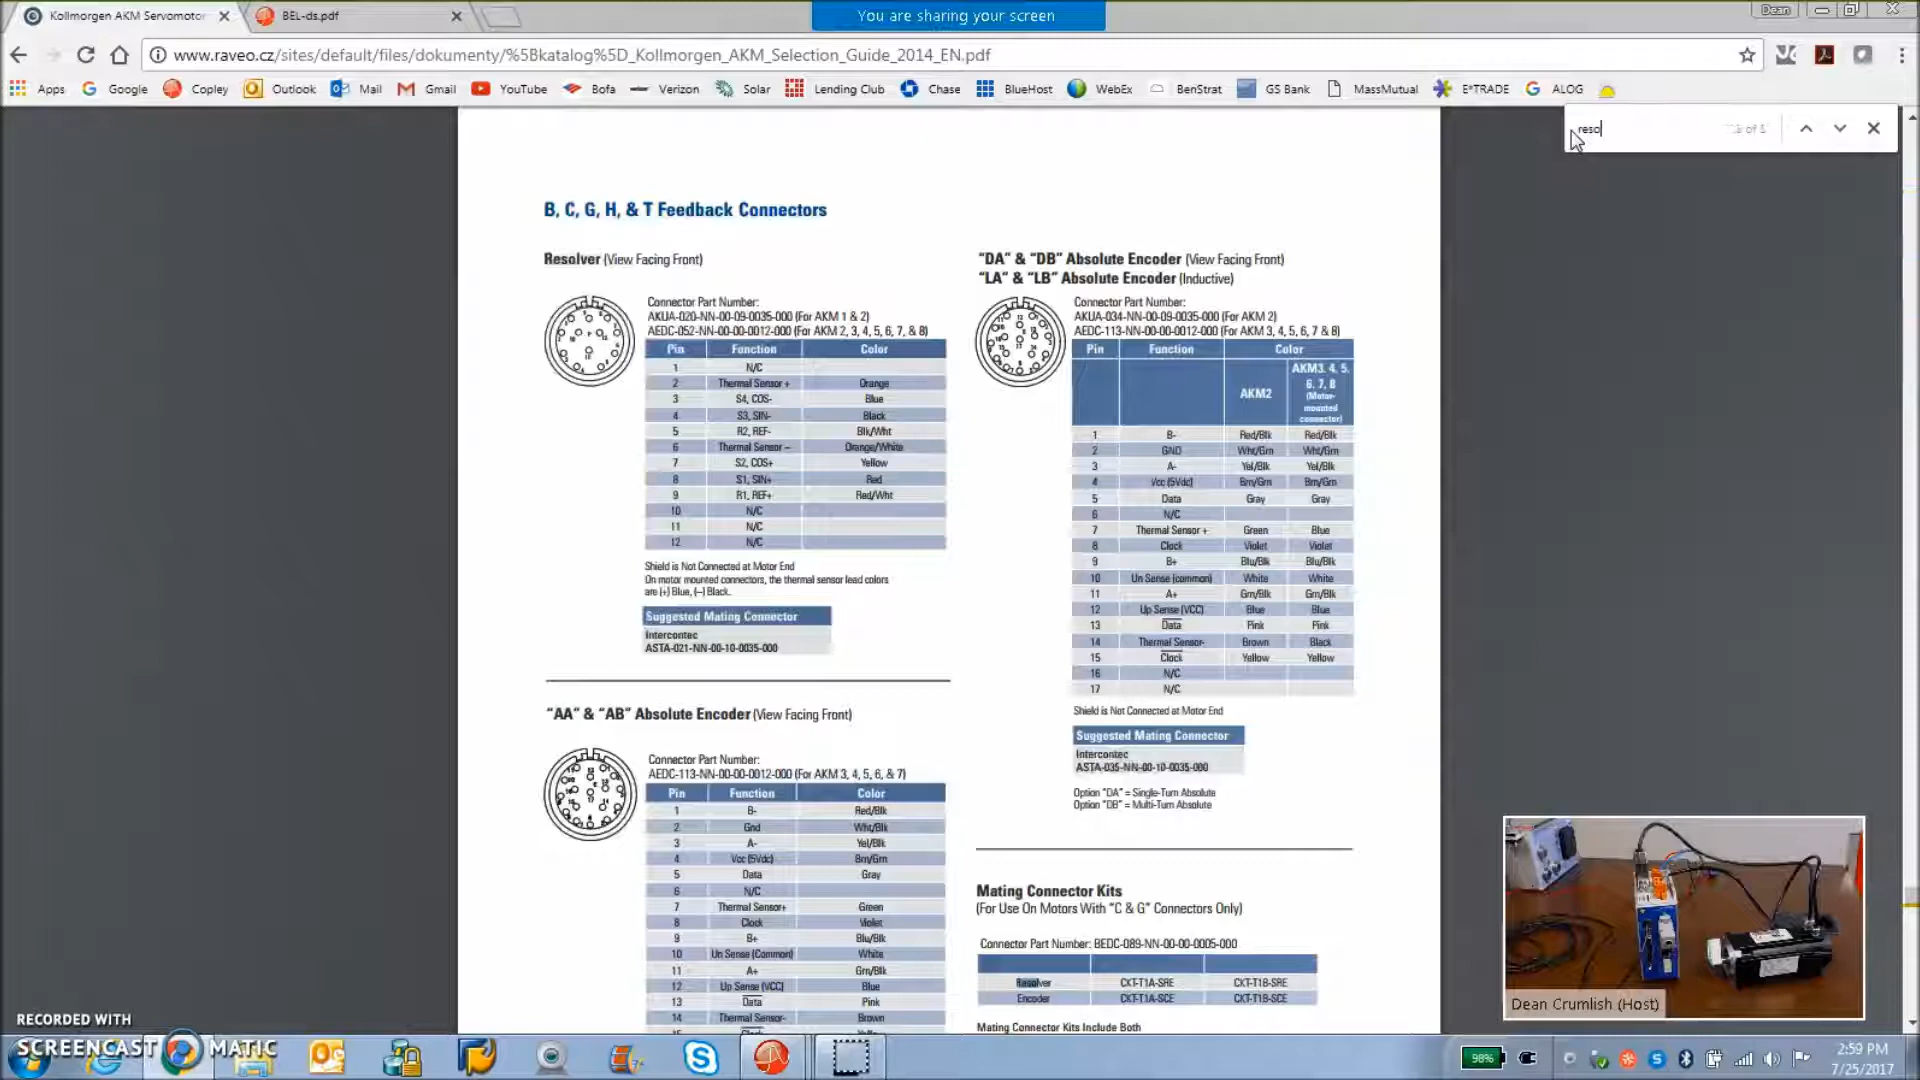 Kollmorgen AKM Servomotor
BEL-ds.pdf
You are sharing your screen
Dean
www.raveo.cz/sites/default/files/dokumenty/%5Bkatalog%5D_Kollmorgen_AKM_Selection_Guide_2014_EN.pdf
Apps Google Copley Outlook Mail Gmail YouTube Bofa Verizon Solar Lending Club Chase BlueHost WebEx BenStrat GS Bank MassMutual E*TRADE ALOG
reso
B, C, G, H, & T Feedback Connectors
Resolver (View Facing Front)
Connector Part Number:
AKUA-020-NN-00-09-0035-000 (For AKM 1 & 2)
AEDC-052-NN-00-00-0012-000 (For AKM 2, 3, 4, 5, 6, 7, & 8)
Pin Function Color
1 N/C
2 Thermal Sensor + Orange
3 S4, COS- Blue
4 S3, SIN- Black
5 R2, REF- Blk/Wht
6 Thermal Sensor – Orange/White
7 S2, COS+ Yellow
8 S1, SIN+ Red
9 R1, REF+ Red/Wht
10 N/C
11 N/C
12 N/C
Shield is Not Connected at Motor End
On motor mounted connectors, the thermal sensor lead colors
are (+) Blue, (–) Black.
Suggested Mating Connector
Intercontec
ASTA-021-NN-00-10-0035-000
"AA" & "AB" Absolute Encoder (View Facing Front)
Connector Part Number:
AEDC-113-NN-00-00-0012-000 (For AKM 3, 4, 5, 6, & 7)
Pin Function Color
1 B- Red/Blk
2 Gnd Wht/Blk
3 A- Yel/Blk
4 Vcc (5Vdc) Brn/Grn
5 Data Gray
6 N/C
7 Thermal Sensor+ Green
8 Clock Violet
9 B+ Blu/Blk
10 Un Sense (Common) White
11 A+ Grn/Blk
12 Up Sense (VCC) Blue
13 Data Pink
14 Thermal Sensor- Brown
"DA" & "DB" Absolute Encoder (View Facing Front)
"LA" & "LB" Absolute Encoder (Inductive)
Connector Part Number:
AKUA-034-NN-00-09-0035-000 (For AKM 2)
AEDC-113-NN-00-00-0012-000 (For AKM 3, 4, 5, 6, 7 & 8)
Pin Function Color
AKM2 AKM3, 4, 5, 6, 7, 8 (Motor-mounted connector)
1 B- Red/Blk Red/Blk
2 GND Wht/Grn Wht/Grn
3 A- Yel/Blk Yel/Blk
4 Vcc (5Vdc) Brn/Grn Brn/Grn
5 Data Gray Gray
6 N/C
7 Thermal Sensor + Green Blue
8 Clock Violet Violet
9 B+ Blu/Blk Blu/Blk
10 Un Sense (common) White White
11 A+ Grn/Blk Grn/Blk
12 Up Sense (VCC) Blue Blue
13 Data Pink Pink
14 Thermal Sensor- Brown Black
15 Clock Yellow Yellow
16 N/C
17 N/C
Shield is Not Connected at Motor End
Suggested Mating Connector
Intercontec
ASTA-035-NN-00-10-0035-000
Option "DA" = Single-Turn Absolute
Option "DB" = Multi-Turn Absolute
Mating Connector Kits
(For Use On Motors With "C & G" Connectors Only)
Connector Part Number: BEDC-089-NN-00-00-0005-000
Resolver CKT-T1A-SRE CKT-T1B-SRE
Encoder CKT-T1A-SCE CKT-T1B-SCE
Mating Connector Kits Include Both
Dean Crumlish (Host)
RECORDED WITH
SCREENCAST MATIC
98%
2:59 PM
7/25/2017